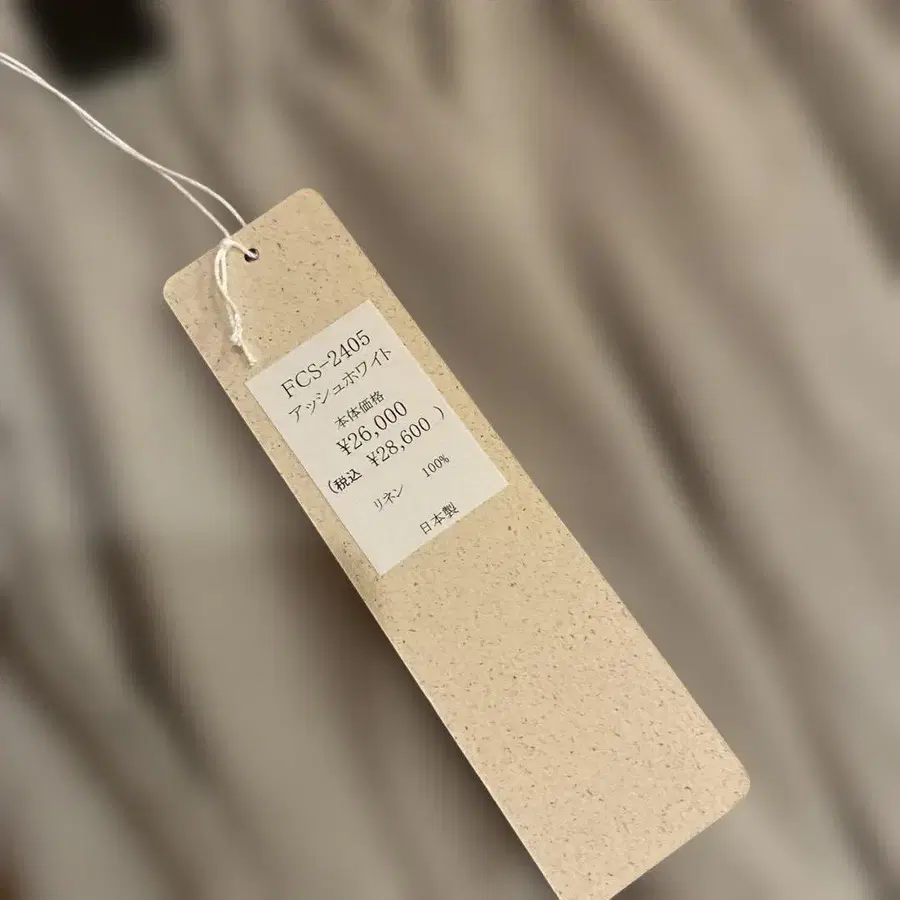 FCS-2405
アッシュホワイト
本体価格
¥26,000
(税込 ¥28,600 )
リネン 100%
日本製